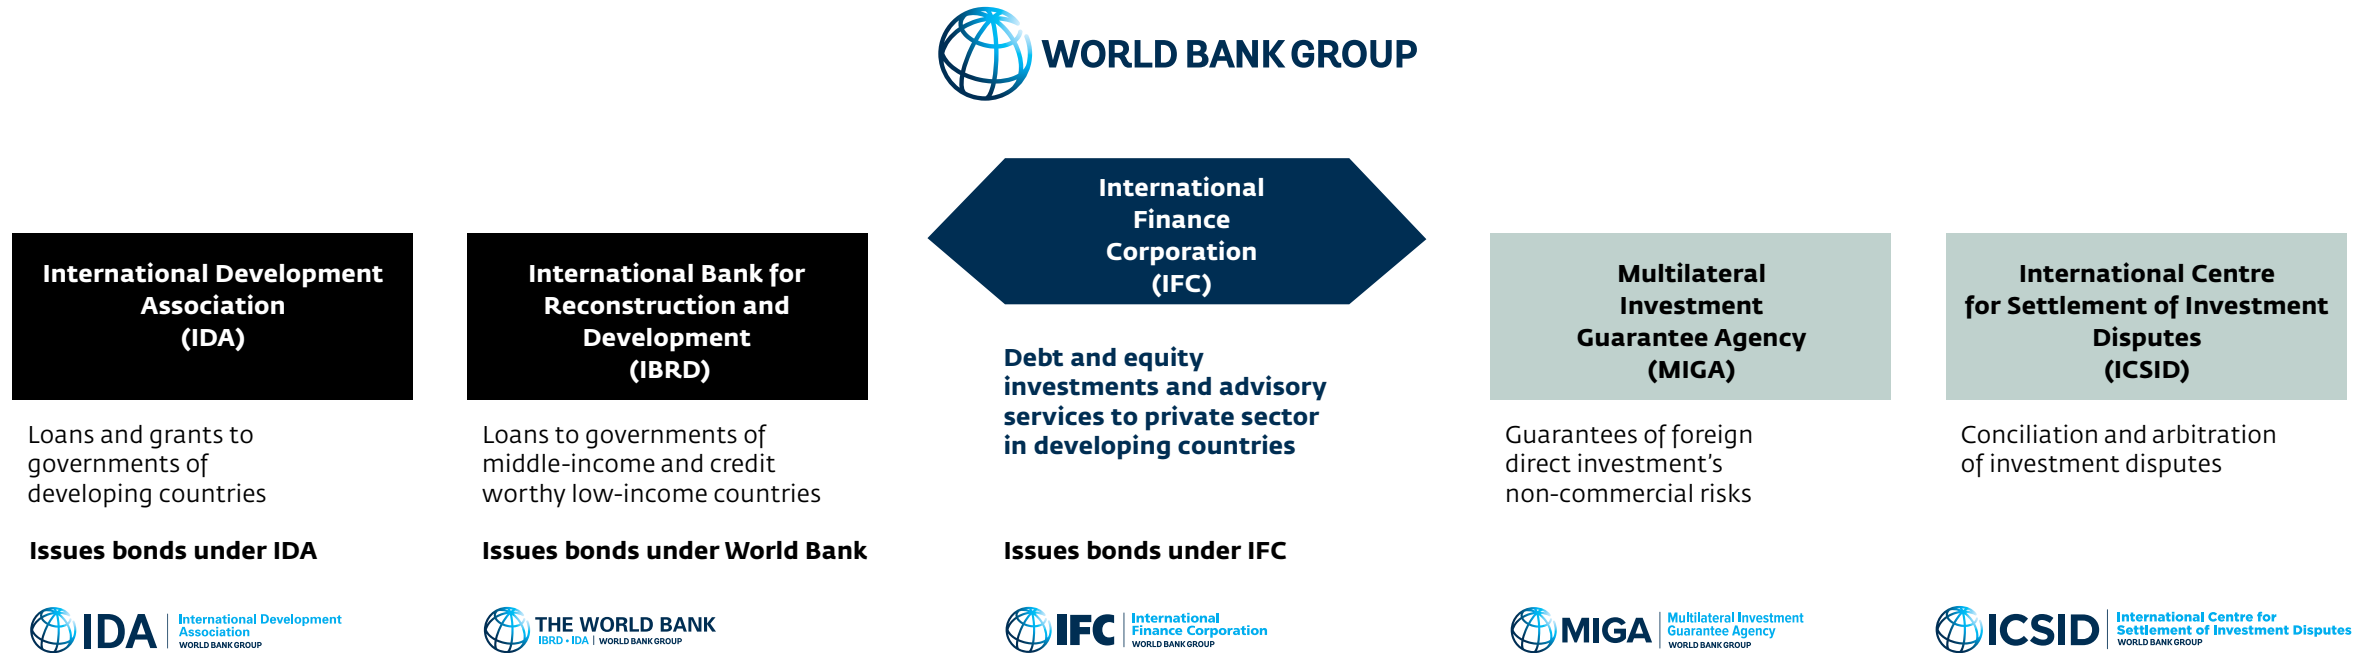 WORLD BANK GROUP
International Development
Association
(IDA)
Loans and grants to
governments of
developing countries
Issues bonds under IDA
IDA
International Development
Association
WORLD BANK GROUP
International Bank for
Reconstruction and
Development
(IBRD)
Loans to governments of
middle-income and credit
worthy low-income countries
Issues bonds under World Bank
THE WORLD BANK
IBRD • IDA | WORLD BANK GROUP
International
Finance
Corporation
(IFC)
Debt and equity
investments and advisory
services to private sector
in developing countries
Issues bonds under IFC
IFC
International
Finance Corporation
WORLD BANK GROUP
Multilateral
Investment
Guarantee Agency
(MIGA)
Guarantees of foreign
direct investment’s
non-commercial risks
MIGA
Multilateral Investment
Guarantee Agency
WORLD BANK GROUP
International Centre
for Settlement of Investment
Disputes
(ICSID)
Conciliation and arbitration
of investment disputes
ICSID
International Centre for
Settlement of Investment Disputes
WORLD BANK GROUP